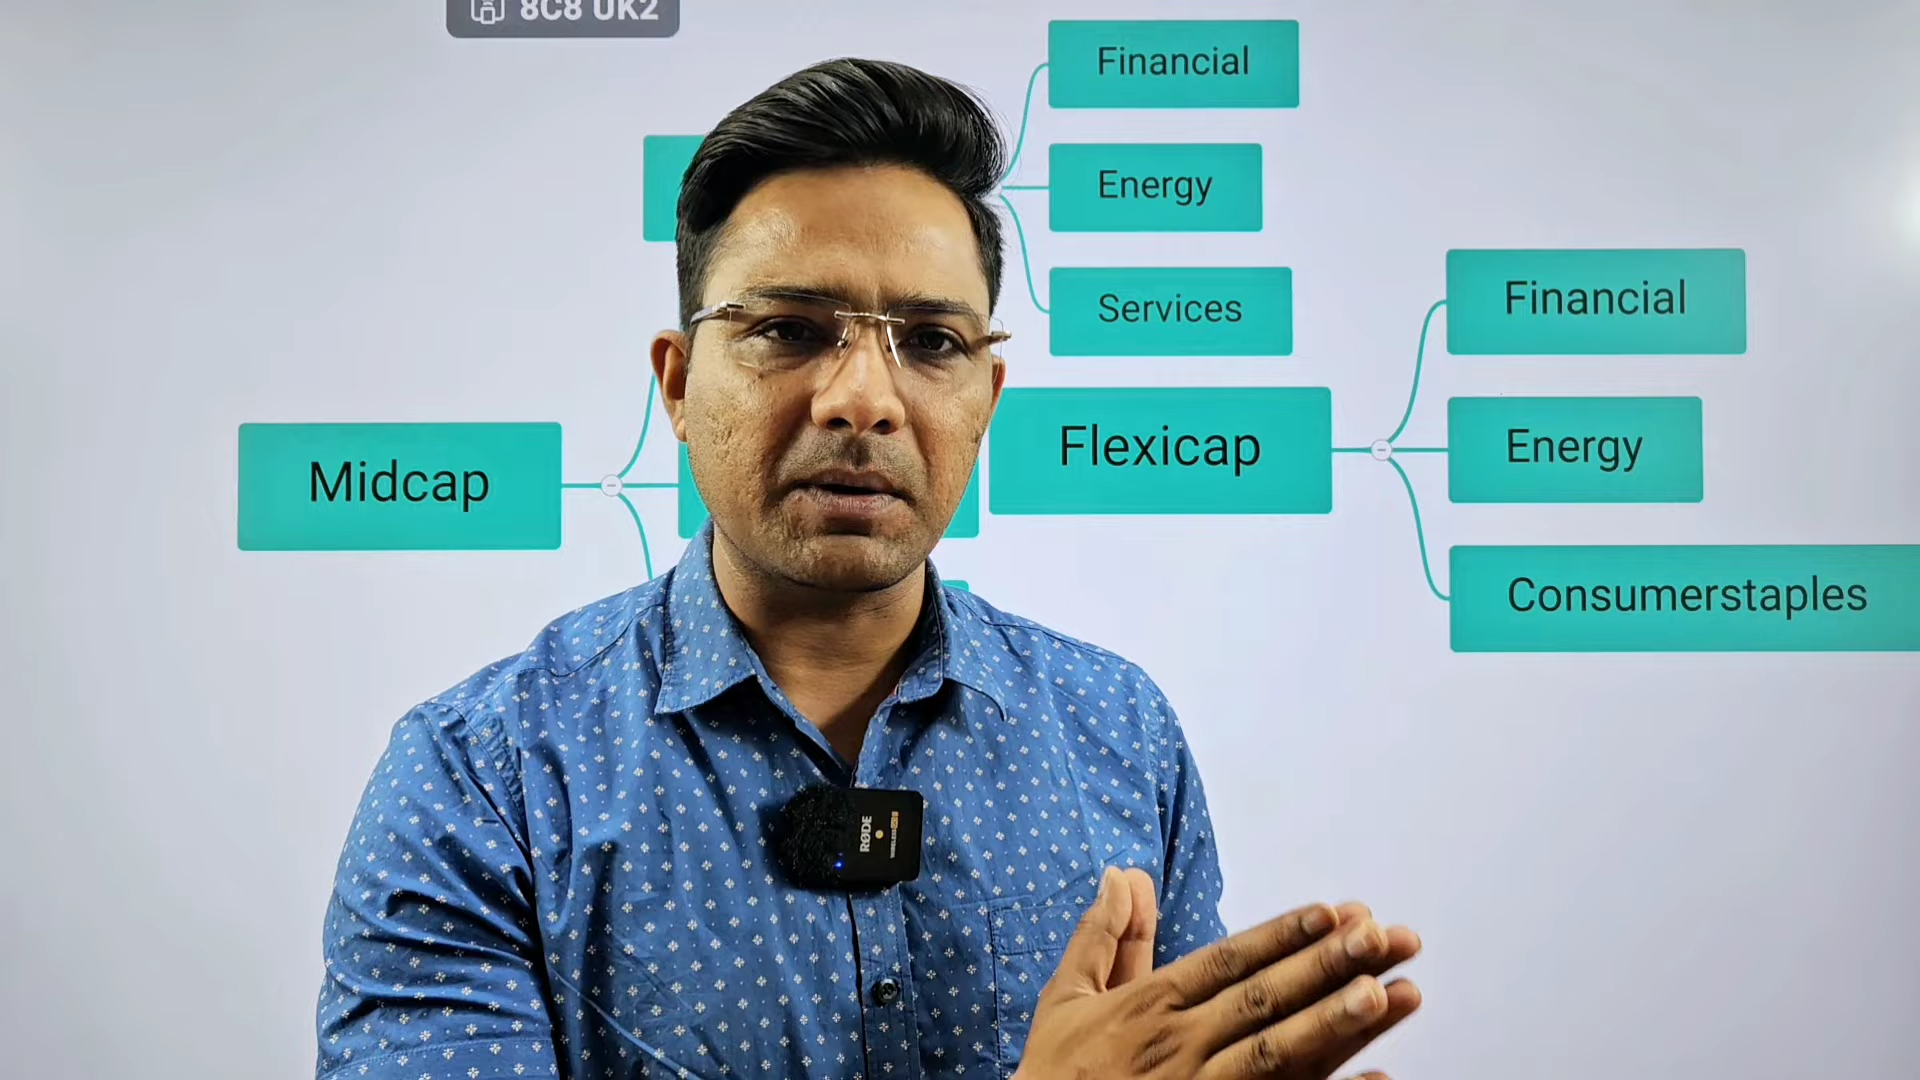 8C8 UK2
Financial
Energy
Services
Midcap
Flexicap
Financial
Energy
Consumerstaples
RØDE